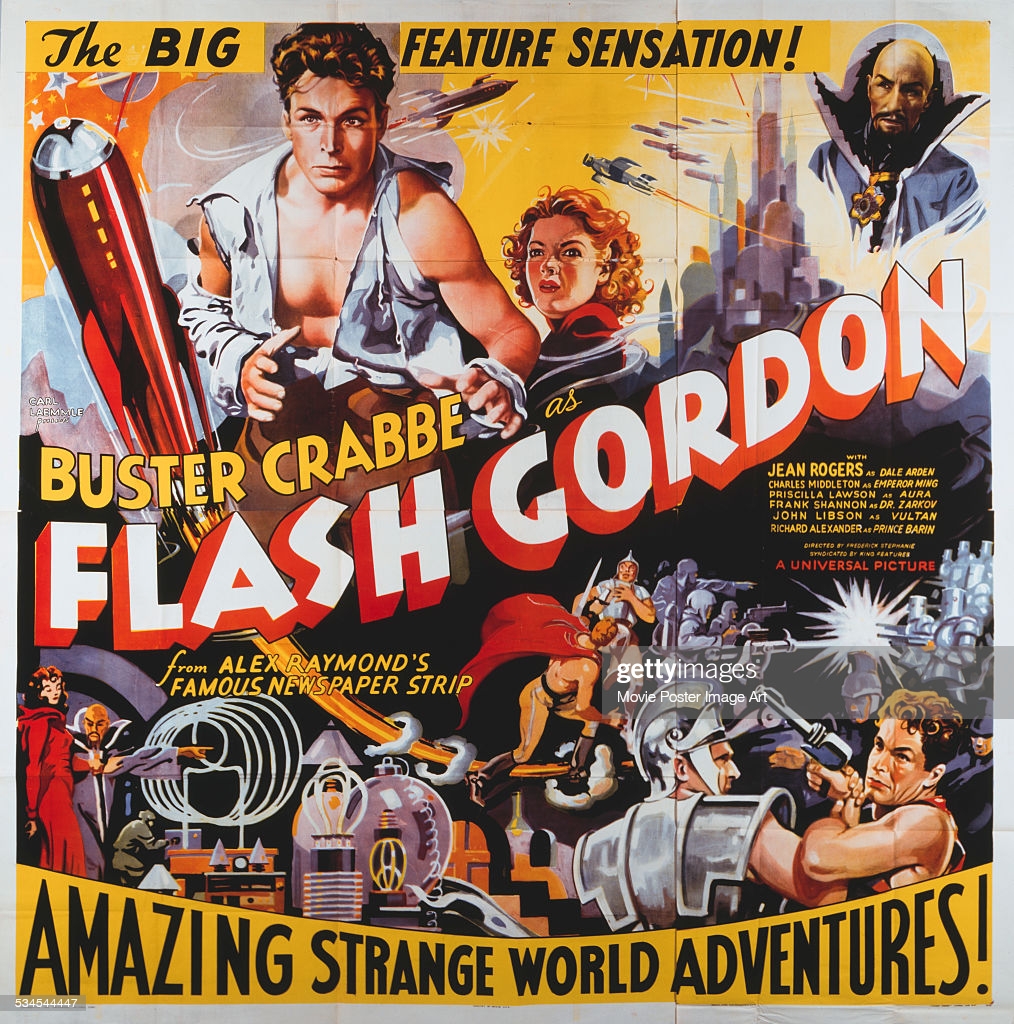 The BIG FEATURE SENSATION!
CARL
LAEMMLE
BUSTER CRABBE as
FLASH GORDON
WITH
JEAN ROGERS AS DALE ARDEN
CHARLES MIDDLETON AS EMPEROR MING
PRISCILLA LAWSON AS AURA
FRANK SHANNON AS DR. ZARKOV
JOHN LIBSON AS VULTAN
RICHARD ALEXANDER AS PRINCE BARIN
DIRECTED BY FREDERICK STEPHANIE
SYNDICATED BY KING FEATURES
A UNIVERSAL PICTURE
from ALEX RAYMOND'S
FAMOUS NEWSPAPER STRIP
gettyimages®
Movie Poster Image Art
AMAZING STRANGE WORLD ADVENTURES!
534544447